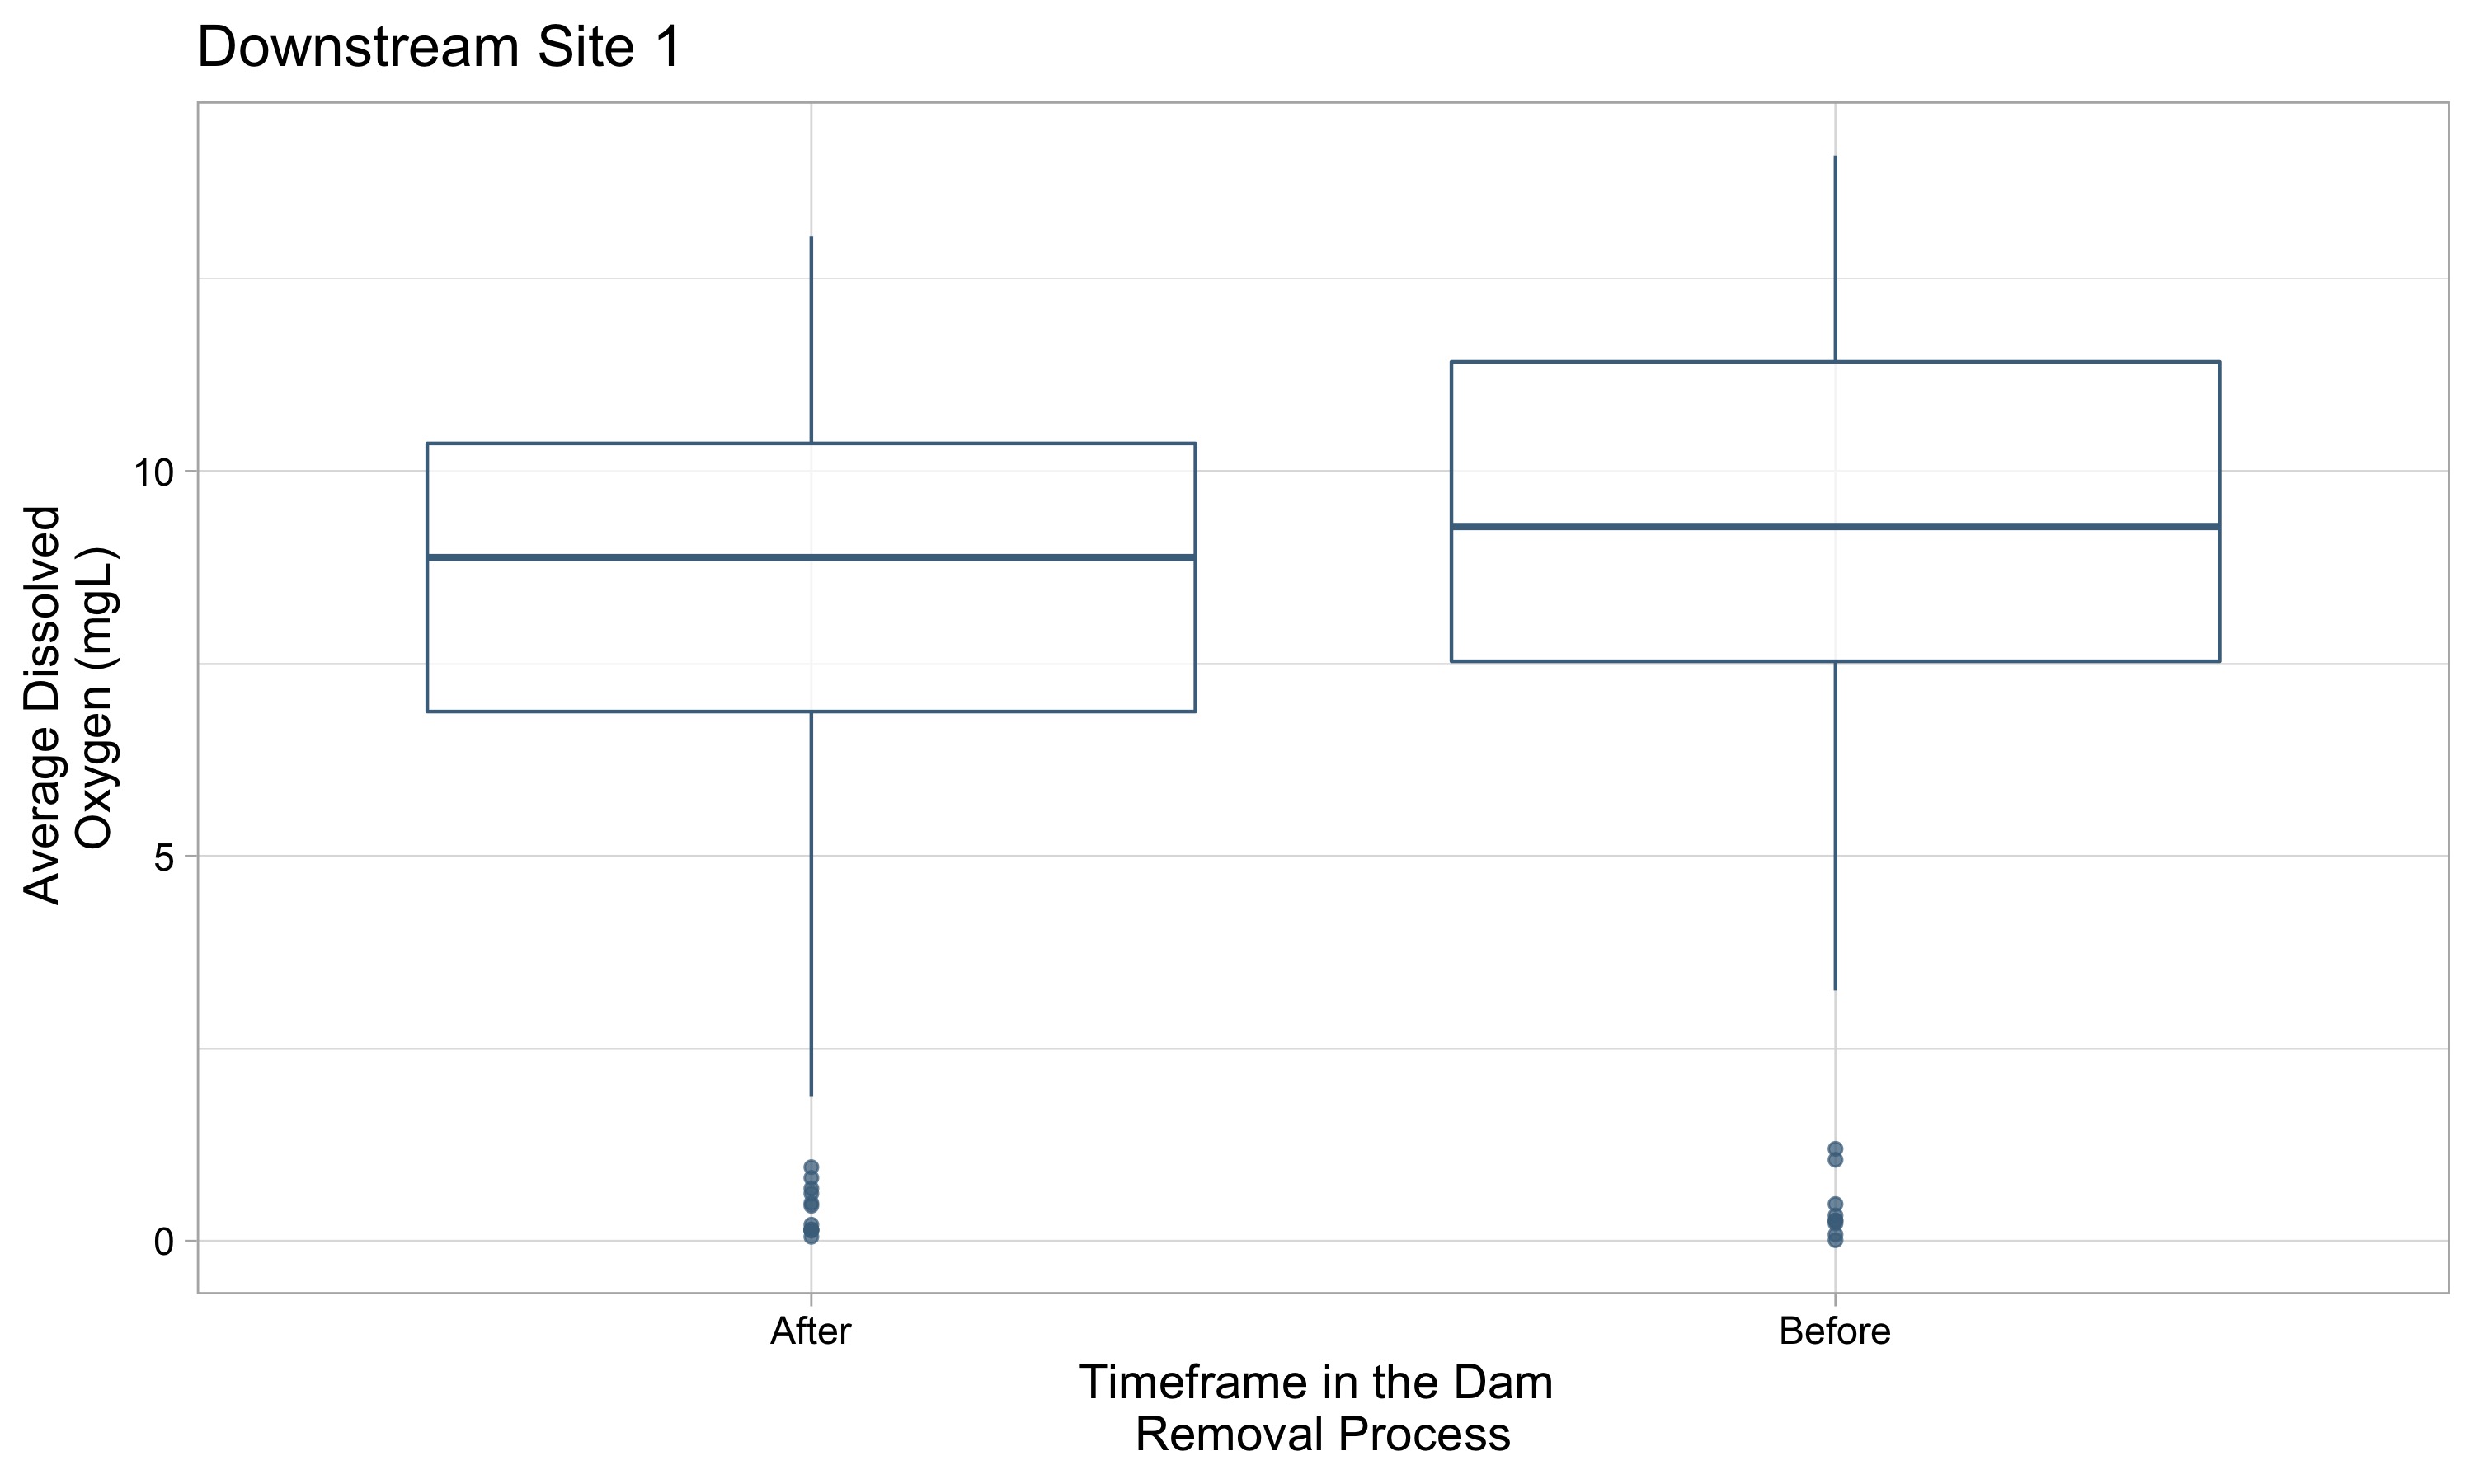 Downstream Site 1
Average Dissolved
Oxygen (mgL)
10
5
0
After
Before
Timeframe in the Dam
Removal Process